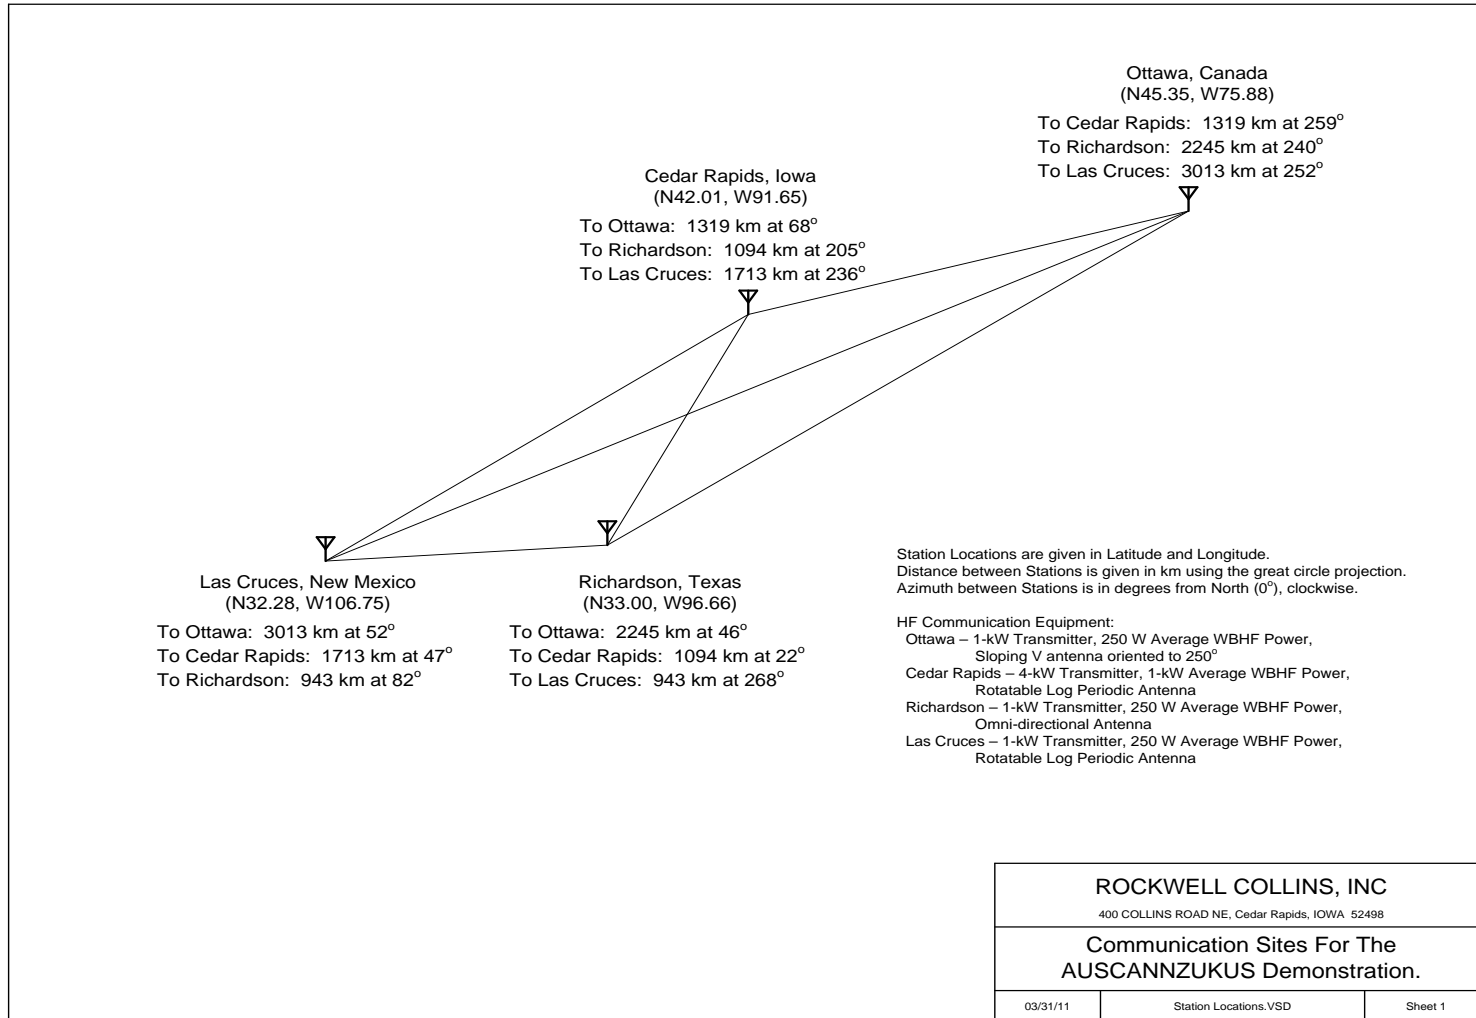 Ottawa, Canada
(N45.35, W75.88)
To Cedar Rapids: 1319 km at 259°
To Richardson: 2245 km at 240°
To Las Cruces: 3013 km at 252°
Cedar Rapids, Iowa
(N42.01, W91.65)
To Ottawa: 1319 km at 68°
To Richardson: 1094 km at 205°
To Las Cruces: 1713 km at 236°
Las Cruces, New Mexico
(N32.28, W106.75)
To Ottawa: 3013 km at 52°
To Cedar Rapids: 1713 km at 47°
To Richardson: 943 km at 82°
Richardson, Texas
(N33.00, W96.66)
To Ottawa: 2245 km at 46°
To Cedar Rapids: 1094 km at 22°
To Las Cruces: 943 km at 268°
Station Locations are given in Latitude and Longitude.
Distance between Stations is given in km using the great circle projection.
Azimuth between Stations is in degrees from North (0°), clockwise.
HF Communication Equipment:
Ottawa – 1-kW Transmitter, 250 W Average WBHF Power,
Sloping V antenna oriented to 250°
Cedar Rapids – 4-kW Transmitter, 1-kW Average WBHF Power,
Rotatable Log Periodic Antenna
Richardson – 1-kW Transmitter, 250 W Average WBHF Power,
Omni-directional Antenna
Las Cruces – 1-kW Transmitter, 250 W Average WBHF Power,
Rotatable Log Periodic Antenna
ROCKWELL COLLINS, INC
400 COLLINS ROAD NE, Cedar Rapids, IOWA 52498
Communication Sites For The
AUSCANNZUKUS Demonstration.
03/31/11 Station Locations.VSD Sheet 1